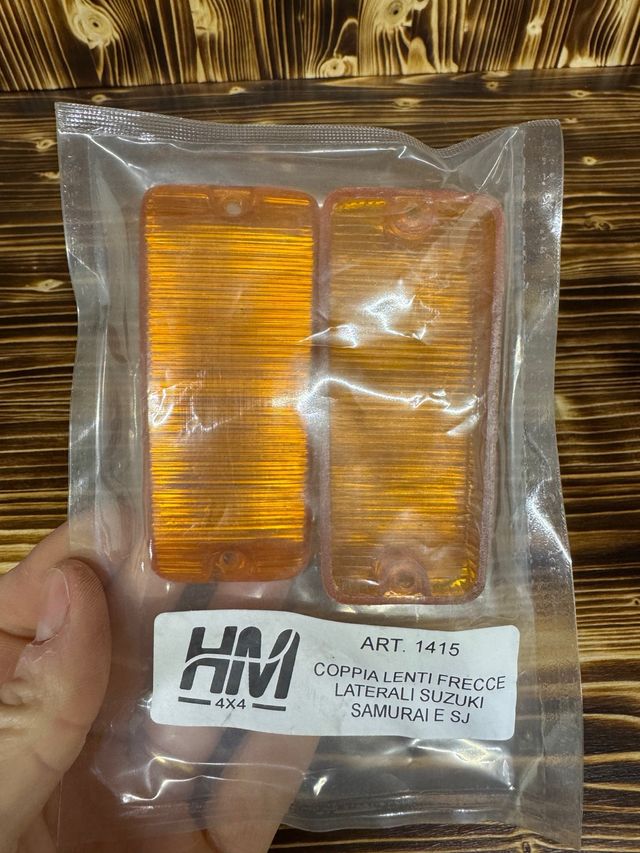 HM
4X4
ART. 1415
COPPIA LENTI FRECCE
LATERALI SUZUKI
SAMURAI E SJ